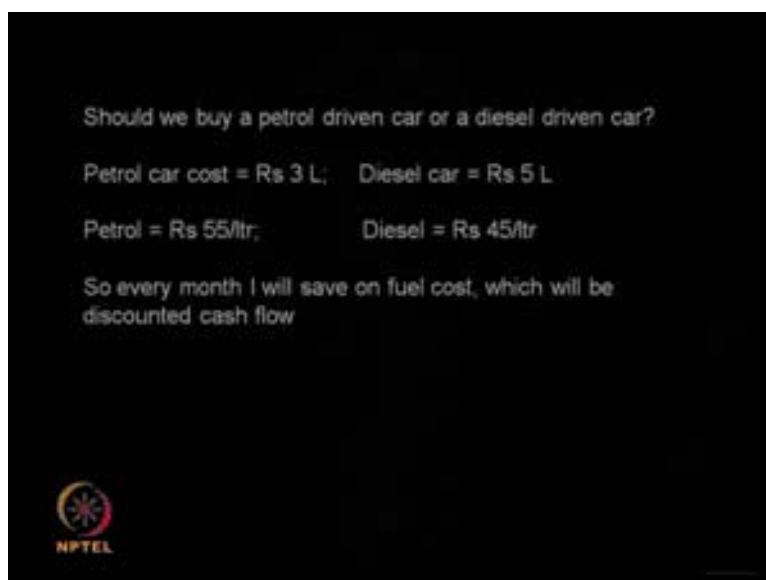 Should we buy a petrol driven car or a diesel driven car?
Petrol car cost = Rs 3 L; Diesel car = Rs 5 L
Petrol = Rs 55/ltr; Diesel = Rs 45/ltr
So every month I will save on fuel cost, which will be
discounted cash flow
NPTEL